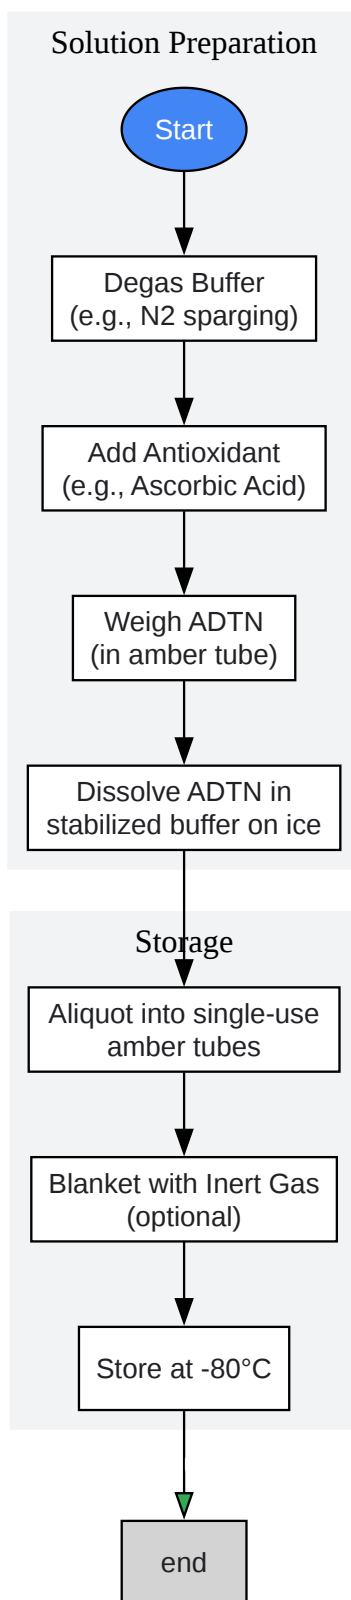 Solution Preparation
Start
Degas Buffer
(e.g., N2 sparging)
Add Antioxidant
(e.g., Ascorbic Acid)
Weigh ADTN
(in amber tube)
Dissolve ADTN in
stabilized buffer on ice
Storage
Aliquot into single-use
amber tubes
Blanket with Inert Gas
(optional)
Store at -80°C
end